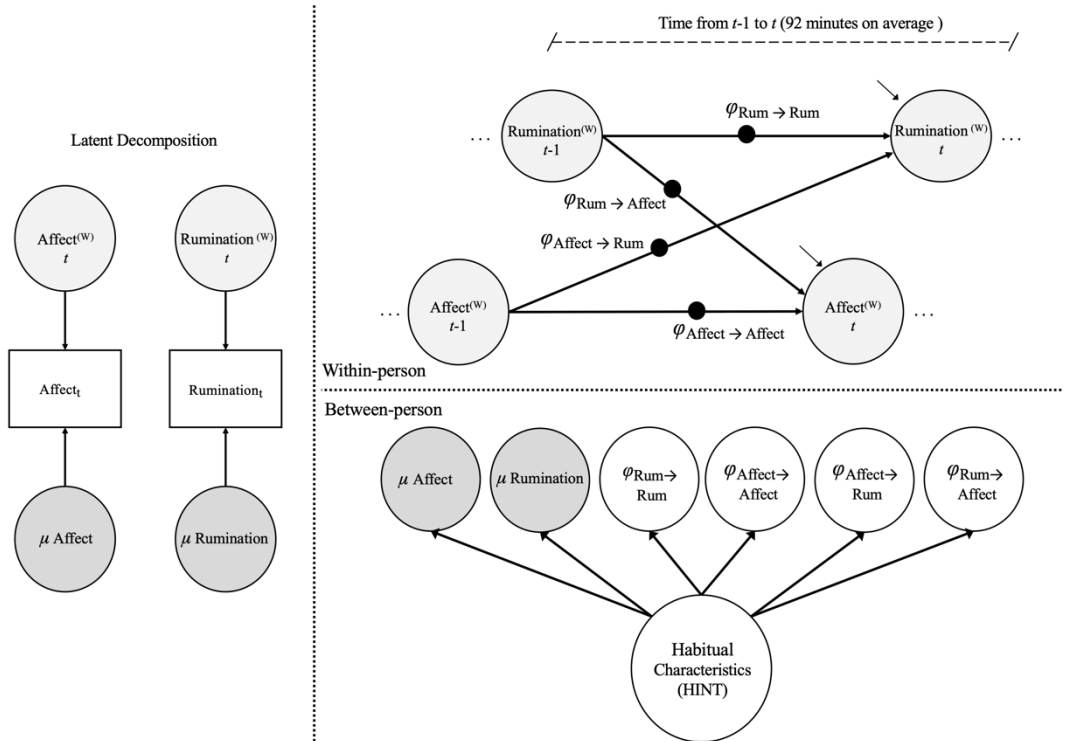 Latent Decomposition
Affect(W)
t
Rumination (W)
t
Affectt
Ruminationt
μ Affect
μ Rumination
Time from t-1 to t (92 minutes on average )
... Rumination(W)
t-1
φRum → Rum
Rumination (W) ...
t
φRum → Affect
φAffect → Rum
... Affect(W)
t-1
φAffect → Affect
Affect(W) ...
t
Within-person
Between-person
μ Affect
μ Rumination
φRum→
Rum
φAffect→
Affect
φAffect→
Rum
φRum→
Affect
Habitual
Characteristics
(HINT)